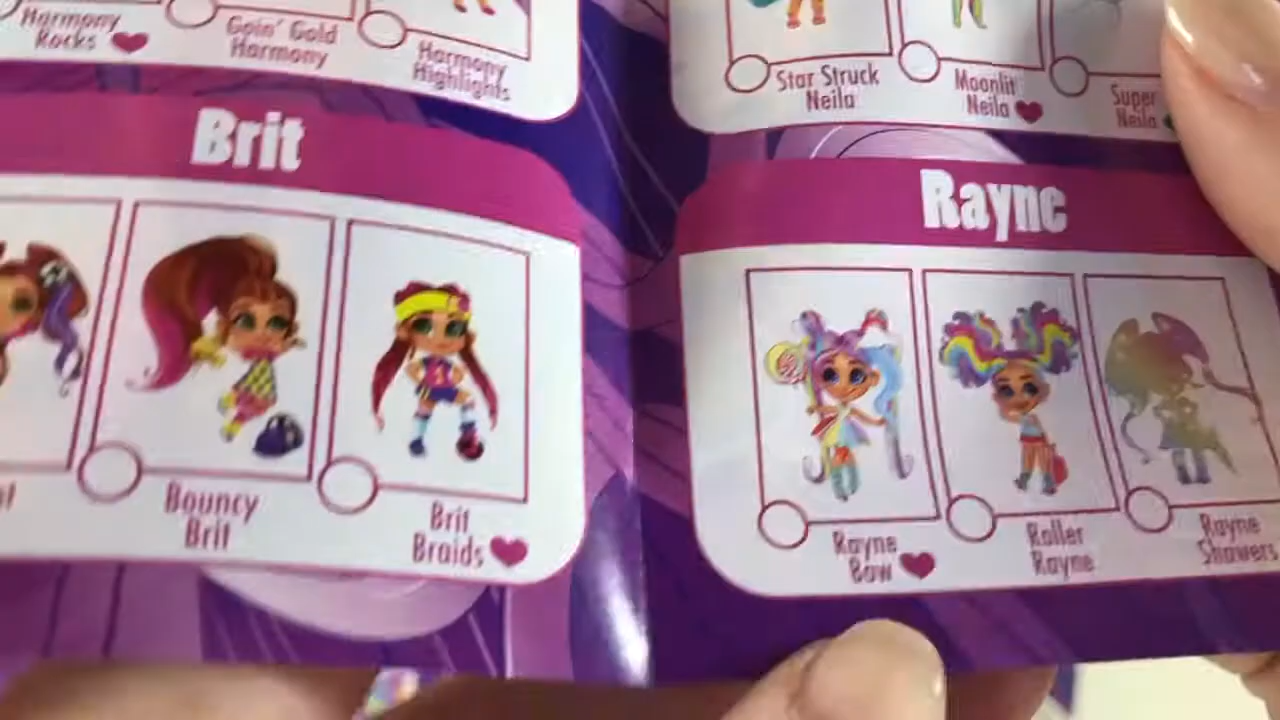 Harmony
Rocks
Goin' Gold
Harmony
Harmony
Highlights
Star Struck
Neila
Moonlit
Neila
Super
Neila
Brit
Bouncy
Brit
Brit
Braids
Rayne
Rayne
Bow
Roller
Rayne
Rayne
Showers